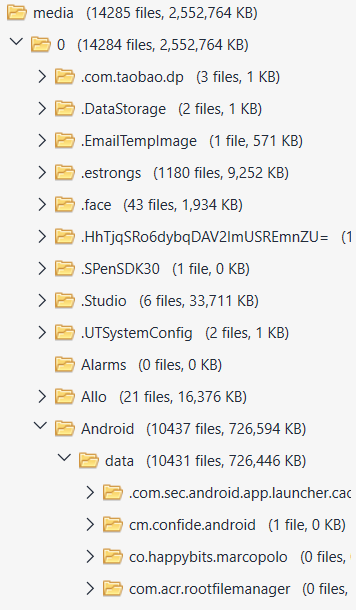 media (14285 files, 2,552,764 KB)
0 (14284 files, 2,552,764 KB)
.com.taobao.dp (3 files, 1 KB)
.DataStorage (2 files, 1 KB)
.EmailTempImage (1 file, 571 KB)
.estrongs (1180 files, 9,252 KB)
.face (43 files, 1,934 KB)
.HhTjqSRo6dybqDAV2ImUSREmnZU= (1
.SPenSDK30 (1 file, 0 KB)
.Studio (6 files, 33,711 KB)
.UTSystemConfig (2 files, 1 KB)
Alarms (0 files, 0 KB)
Allo (21 files, 16,376 KB)
Android (10437 files, 726,594 KB)
data (10431 files, 726,446 KB)
.com.sec.android.app.launcher.cac
cm.confide.android (1 file, 0 KB)
co.happybits.marcopolo (0 files,
com.acr.rootfilemanager (0 files,